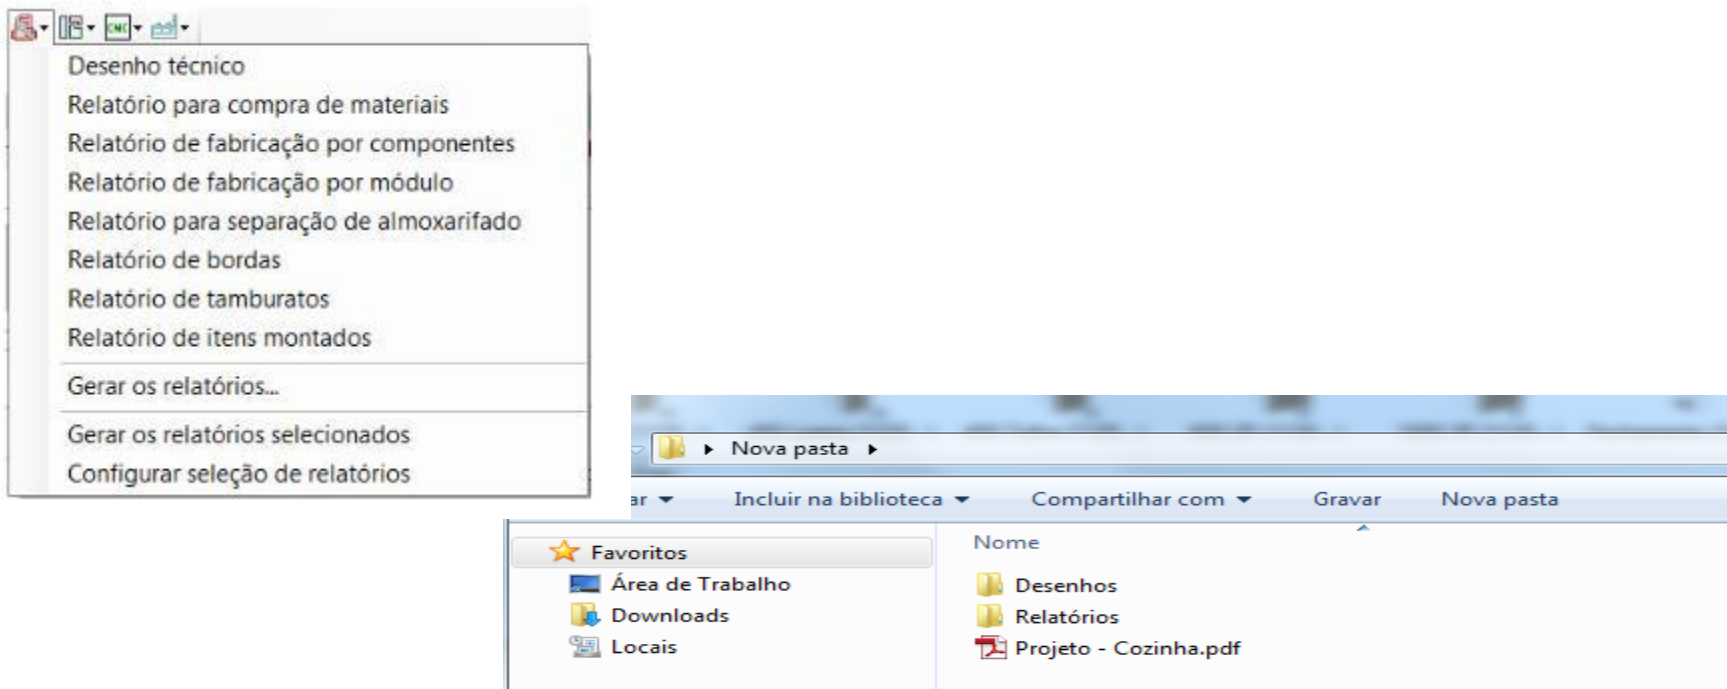 CNC
Desenho técnico
Relatório para compra de materiais
Relatório de fabricação por componentes
Relatório de fabricação por módulo
Relatório para separação de almoxarifado
Relatório de bordas
Relatório de tamburatos
Relatório de itens montados
Gerar os relatórios...
Gerar os relatórios selecionados
Configurar seleção de relatórios
Nova pasta
ar Incluir na biblioteca Compartilhar com Gravar Nova pasta
Favoritos
Área de Trabalho
Downloads
Locais
Nome
Desenhos
Relatórios
Projeto - Cozinha.pdf